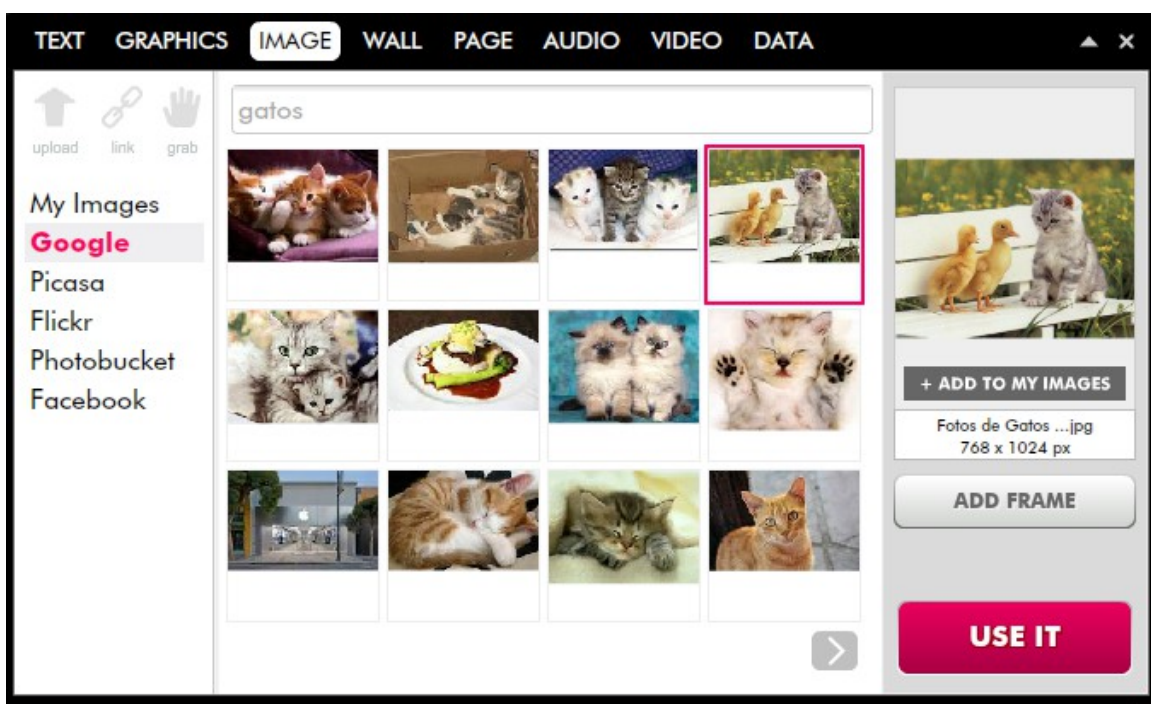 TEXT GRAPHICS IMAGE WALL PAGE AUDIO VIDEO DATA
upload link grab
My Images
Google
Picasa
Flickr
Photobucket
Facebook
gatos
+ ADD TO MY IMAGES
Fotos de Gatos ...jpg
768 x 1024 px
ADD FRAME
USE IT